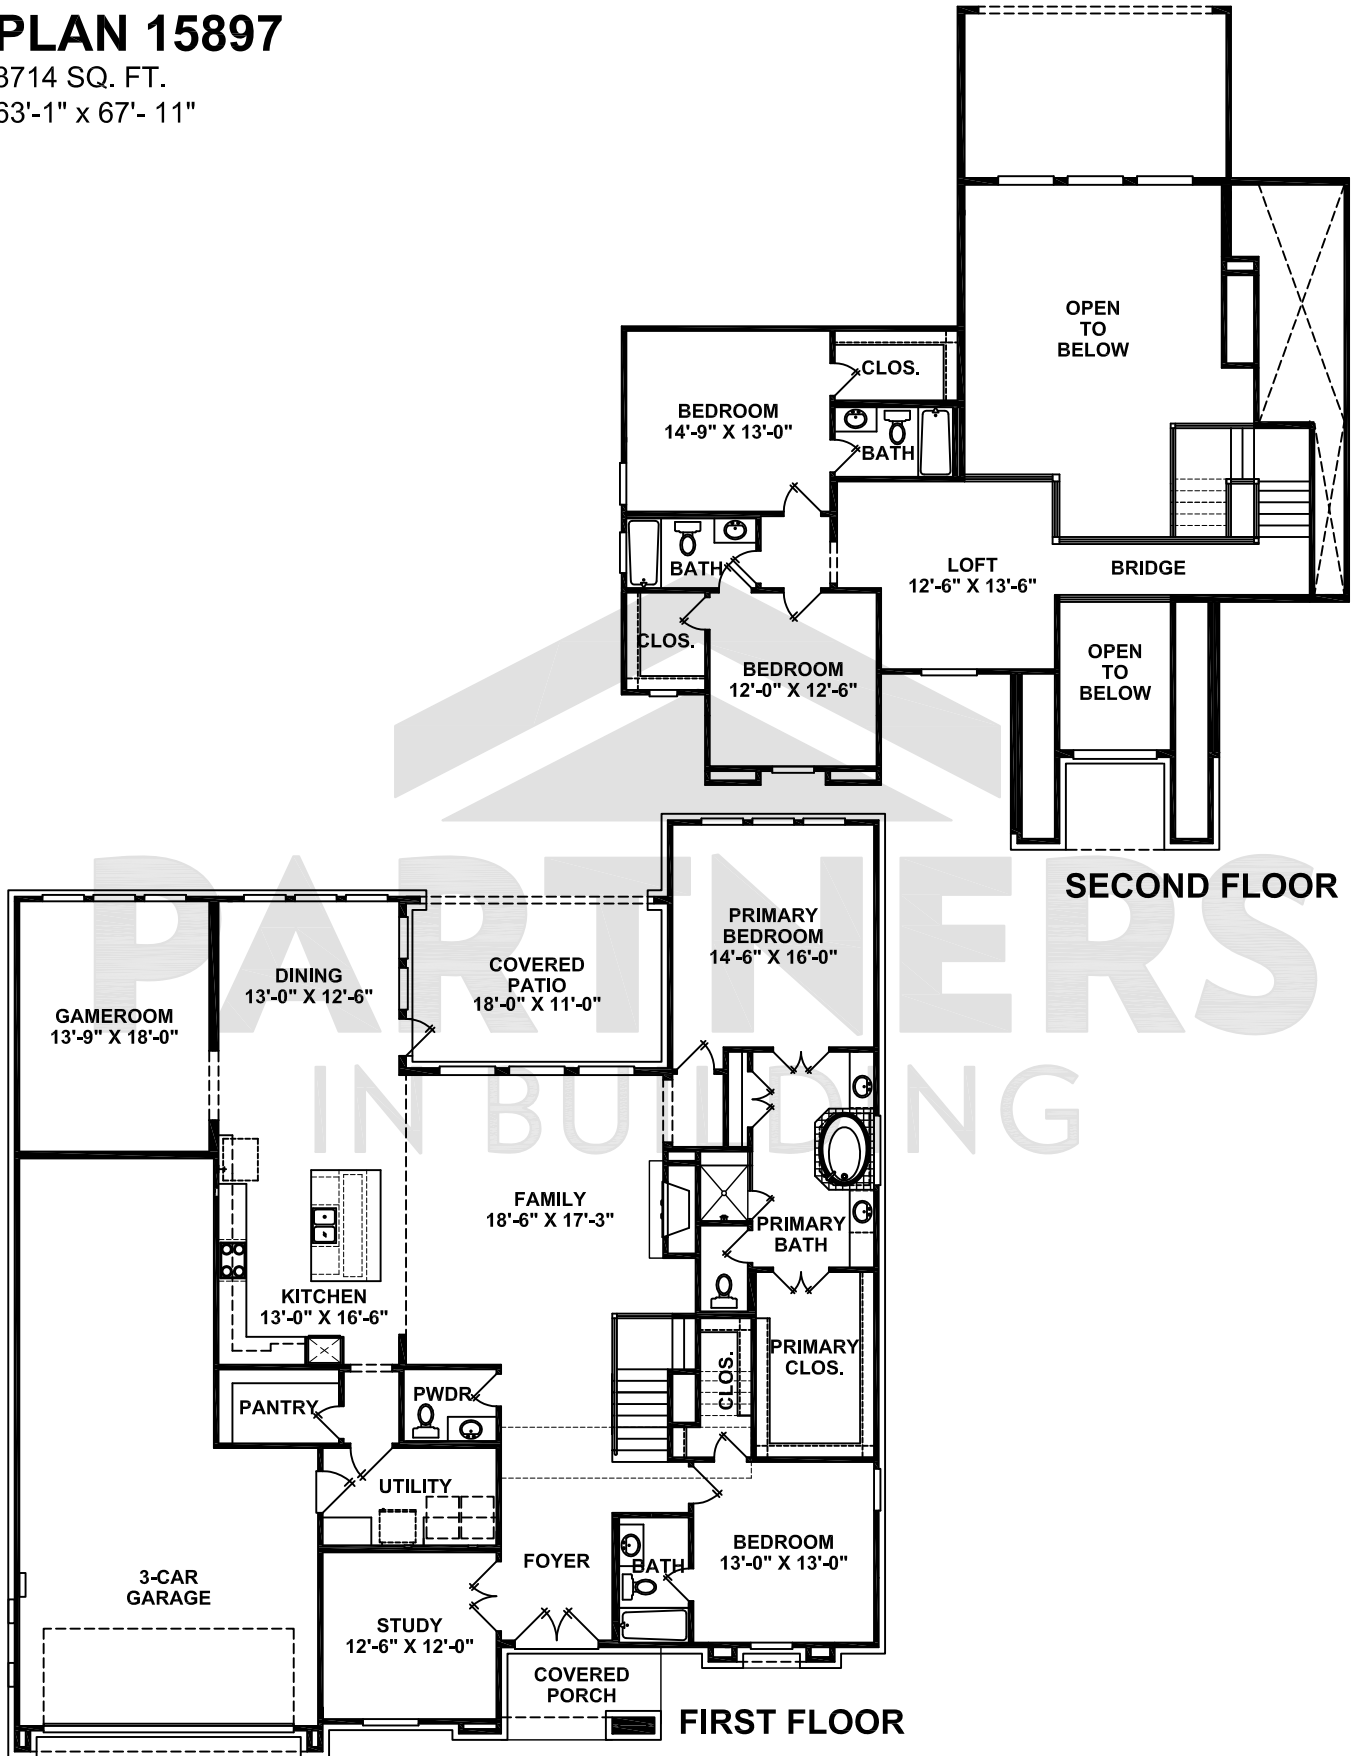 PLAN 15897
3714 SQ. FT.
63'-1" x 67'- 11"
OPEN
TO
BELOW
CLOS.
BEDROOM
14'-9" X 13'-0"
BATH
BATH
LOFT
12'-6" X 13'-6"
BRIDGE
CLOS.
BEDROOM
12'-0" X 12'-6"
OPEN
TO
BELOW
SECOND FLOOR
PARTNERS
IN BUILDING
PRIMARY
BEDROOM
14'-6" X 16'-0"
DINING
13'-0" X 12'-6"
COVERED
PATIO
18'-0" X 11'-0"
GAMEROOM
13'-9" X 18'-0"
FAMILY
18'-6" X 17'-3"
PRIMARY
BATH
KITCHEN
13'-0" X 16'-6"
PRIMARY
CLOS.
CLOS.
PANTRY
PWDR.
UTILITY
BEDROOM
13'-0" X 13'-0"
FOYER
BATH
3-CAR
GARAGE
STUDY
12'-6" X 12'-0"
COVERED
PORCH
FIRST FLOOR